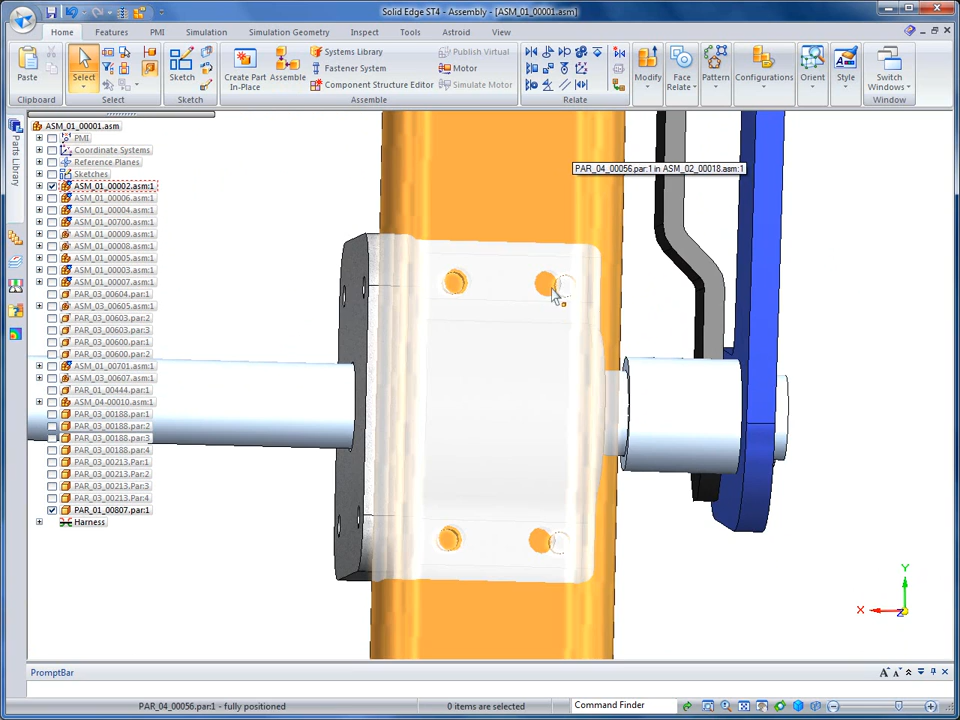 Solid Edge ST4 - Assembly - [ASM_01_00001.asm]
Home
Features
PMI
Simulation
Simulation Geometry
Inspect
Tools
Astroid
View
Paste
Clipboard
Select
Select
Sketch
Sketch
Create Part In-Place
Assemble
Systems Library
Fastener System
Component Structure Editor
Publish Virtual
Motor
Simulate Motor
Assemble
Relate
Modify
Face Relate
Pattern
Configurations
Orient
Style
Switch Windows
Window
Parts Library
ASM_01_00001.asm
PMI
Coordinate Systems
Reference Planes
Sketches
ASM_01_00002.asm:1
ASM_01_00006.asm:1
ASM_01_00004.asm:1
ASM_01_00700.asm:1
ASM_01_00009.asm:1
ASM_01_00008.asm:1
ASM_01_00005.asm:1
ASM_01_00003.asm:1
ASM_01_00007.asm:1
PAR_03_00604.par:1
ASM_03_00605.asm:1
PAR_03_00603.par:2
PAR_03_00603.par:3
PAR_03_00600.par:1
PAR_03_00600.par:2
ASM_01_00701.asm:1
ASM_03_00607.asm:1
PAR_01_00444.par:1
ASM_04-00010.asm:1
PAR_03_00188.par:1
PAR_03_00188.par:2
PAR_03_00188.par:3
PAR_03_00188.par:4
PAR_03_00213.Par:1
PAR_03_00213.Par:2
PAR_03_00213.Par:3
PAR_03_00213.Par:4
PAR_01_00807.par:1
Harness
PAR_04_00056.par:1 in ASM_02_00018.asm:1
Y
X
Z
PromptBar
PAR_04_00056.par:1 - fully positioned
0 items are selected
Command Finder